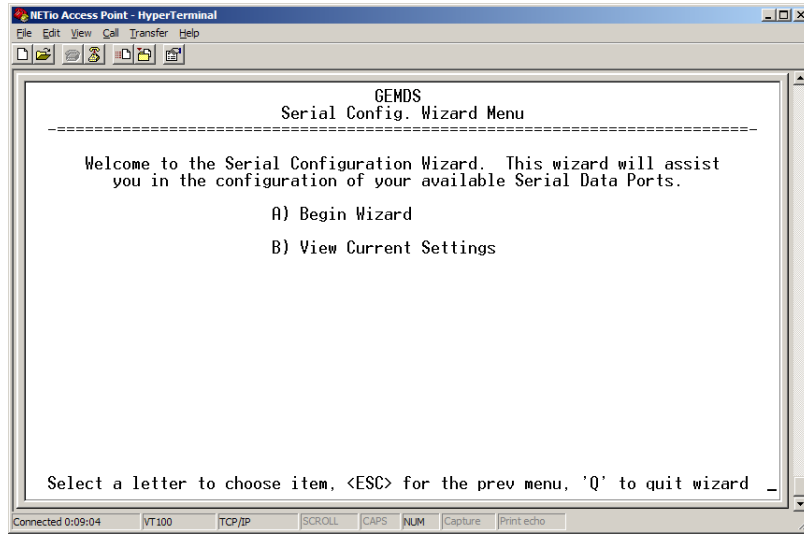 NETio Access Point - HyperTerminal
File Edit View Call Transfer Help
GEMDS
Serial Config. Wizard Menu
-==========================================================================-
Welcome to the Serial Configuration Wizard. This wizard will assist
you in the configuration of your available Serial Data Ports.
A) Begin Wizard
B) View Current Settings
Select a letter to choose item, <ESC> for the prev menu, 'Q' to quit wizard _
Connected 0:09:04 VT100 TCP/IP SCROLL CAPS NUM Capture Print echo